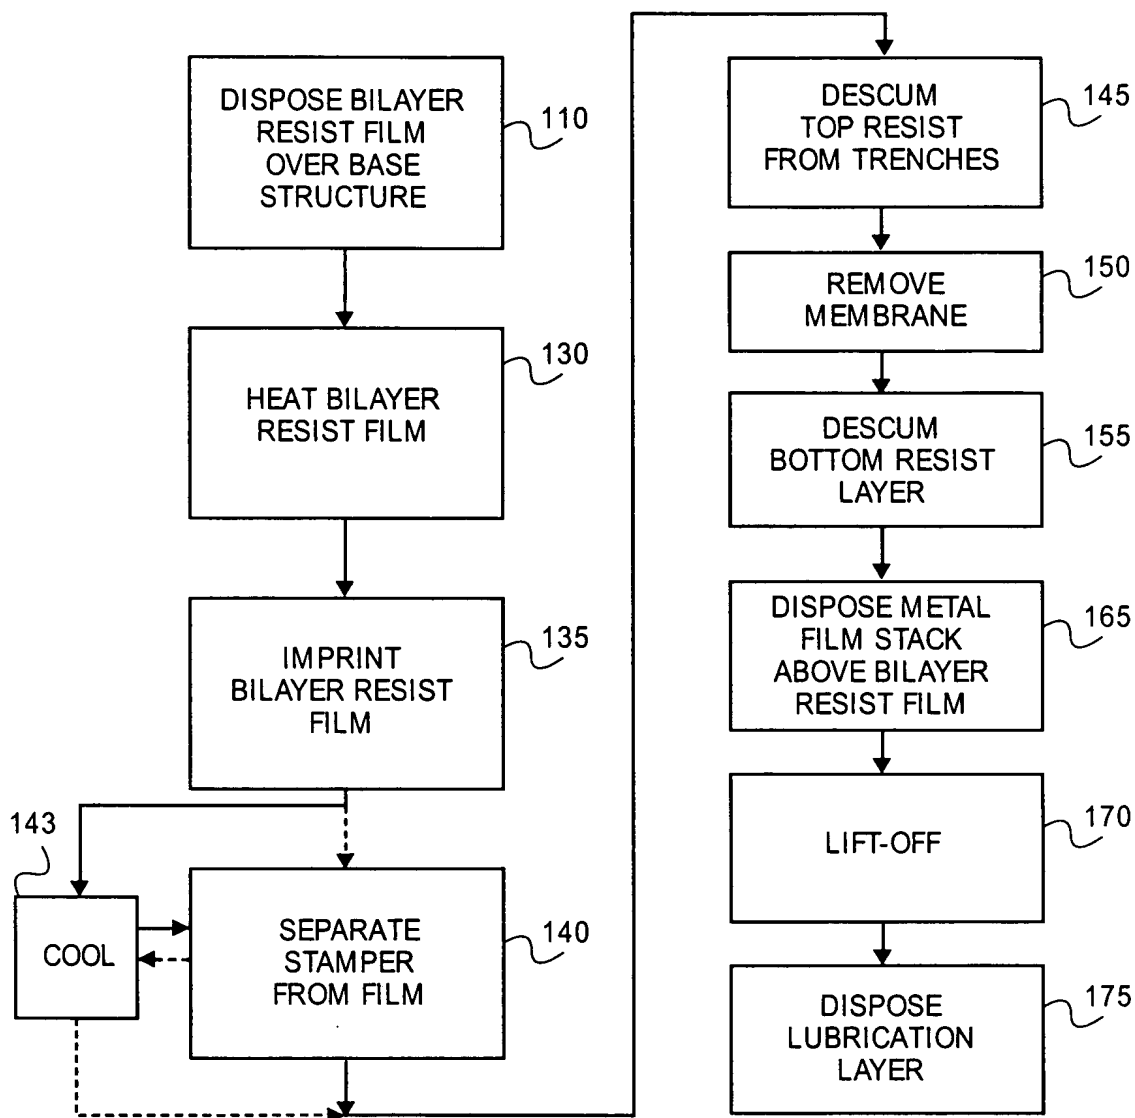 DISPOSE BILAYER
RESIST FILM
OVER BASE
STRUCTURE
110
HEAT BILAYER
RESIST FILM
130
IMPRINT
BILAYER RESIST
FILM
135
143
COOL
SEPARATE
STAMPER
FROM FILM
140
DESCUM
TOP RESIST
FROM TRENCHES
145
REMOVE
MEMBRANE
150
DESCUM
BOTTOM RESIST
LAYER
155
DISPOSE METAL
FILM STACK
ABOVE BILAYER
RESIST FILM
165
LIFT-OFF
170
DISPOSE
LUBRICATION
LAYER
175